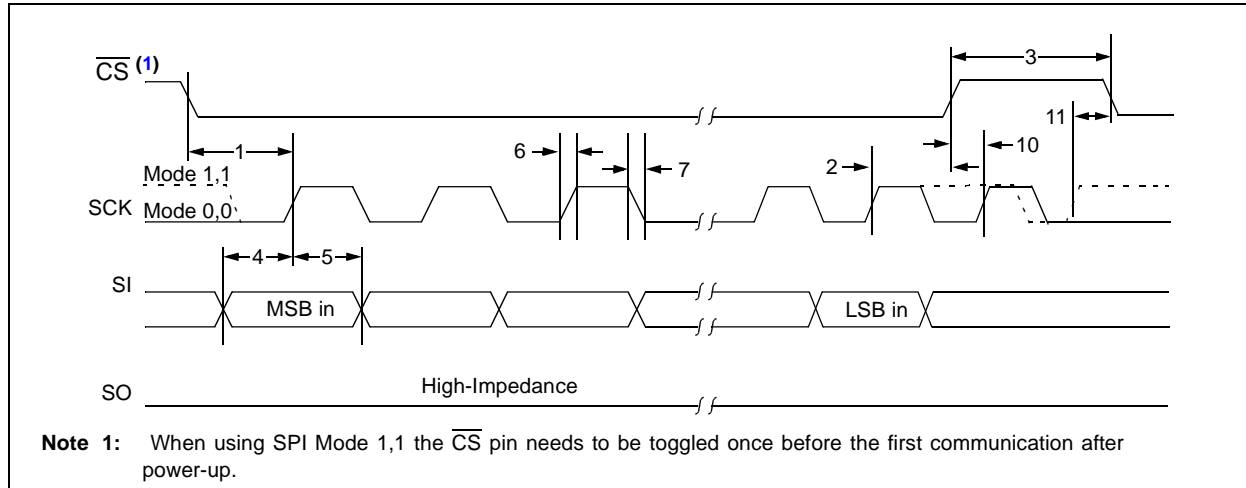 CS (1)
3
11
1
6
7
2
10
Mode 1,1
SCK
Mode 0,0
4
5
SI
MSB in
LSB in
SO
High-Impedance
Note 1: When using SPI Mode 1,1 the CS pin needs to be toggled once before the first communication after
power-up.